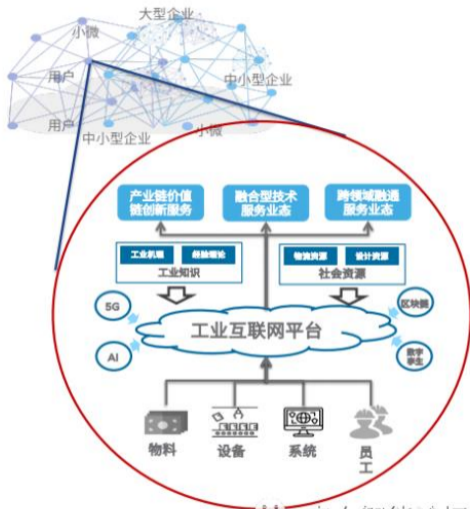 大型企业
小微
用户
中小型企业
用户
中小型企业
小微
产业链价值
链创新服务
融合型技术
服务业态
跨领域融通
服务业态
工业机理
经验理论
工业知识
物流资源
设计资源
社会资源
5G
区块链
工业互联网平台
AI
数字
孪生
物料
设备
系统
员
工